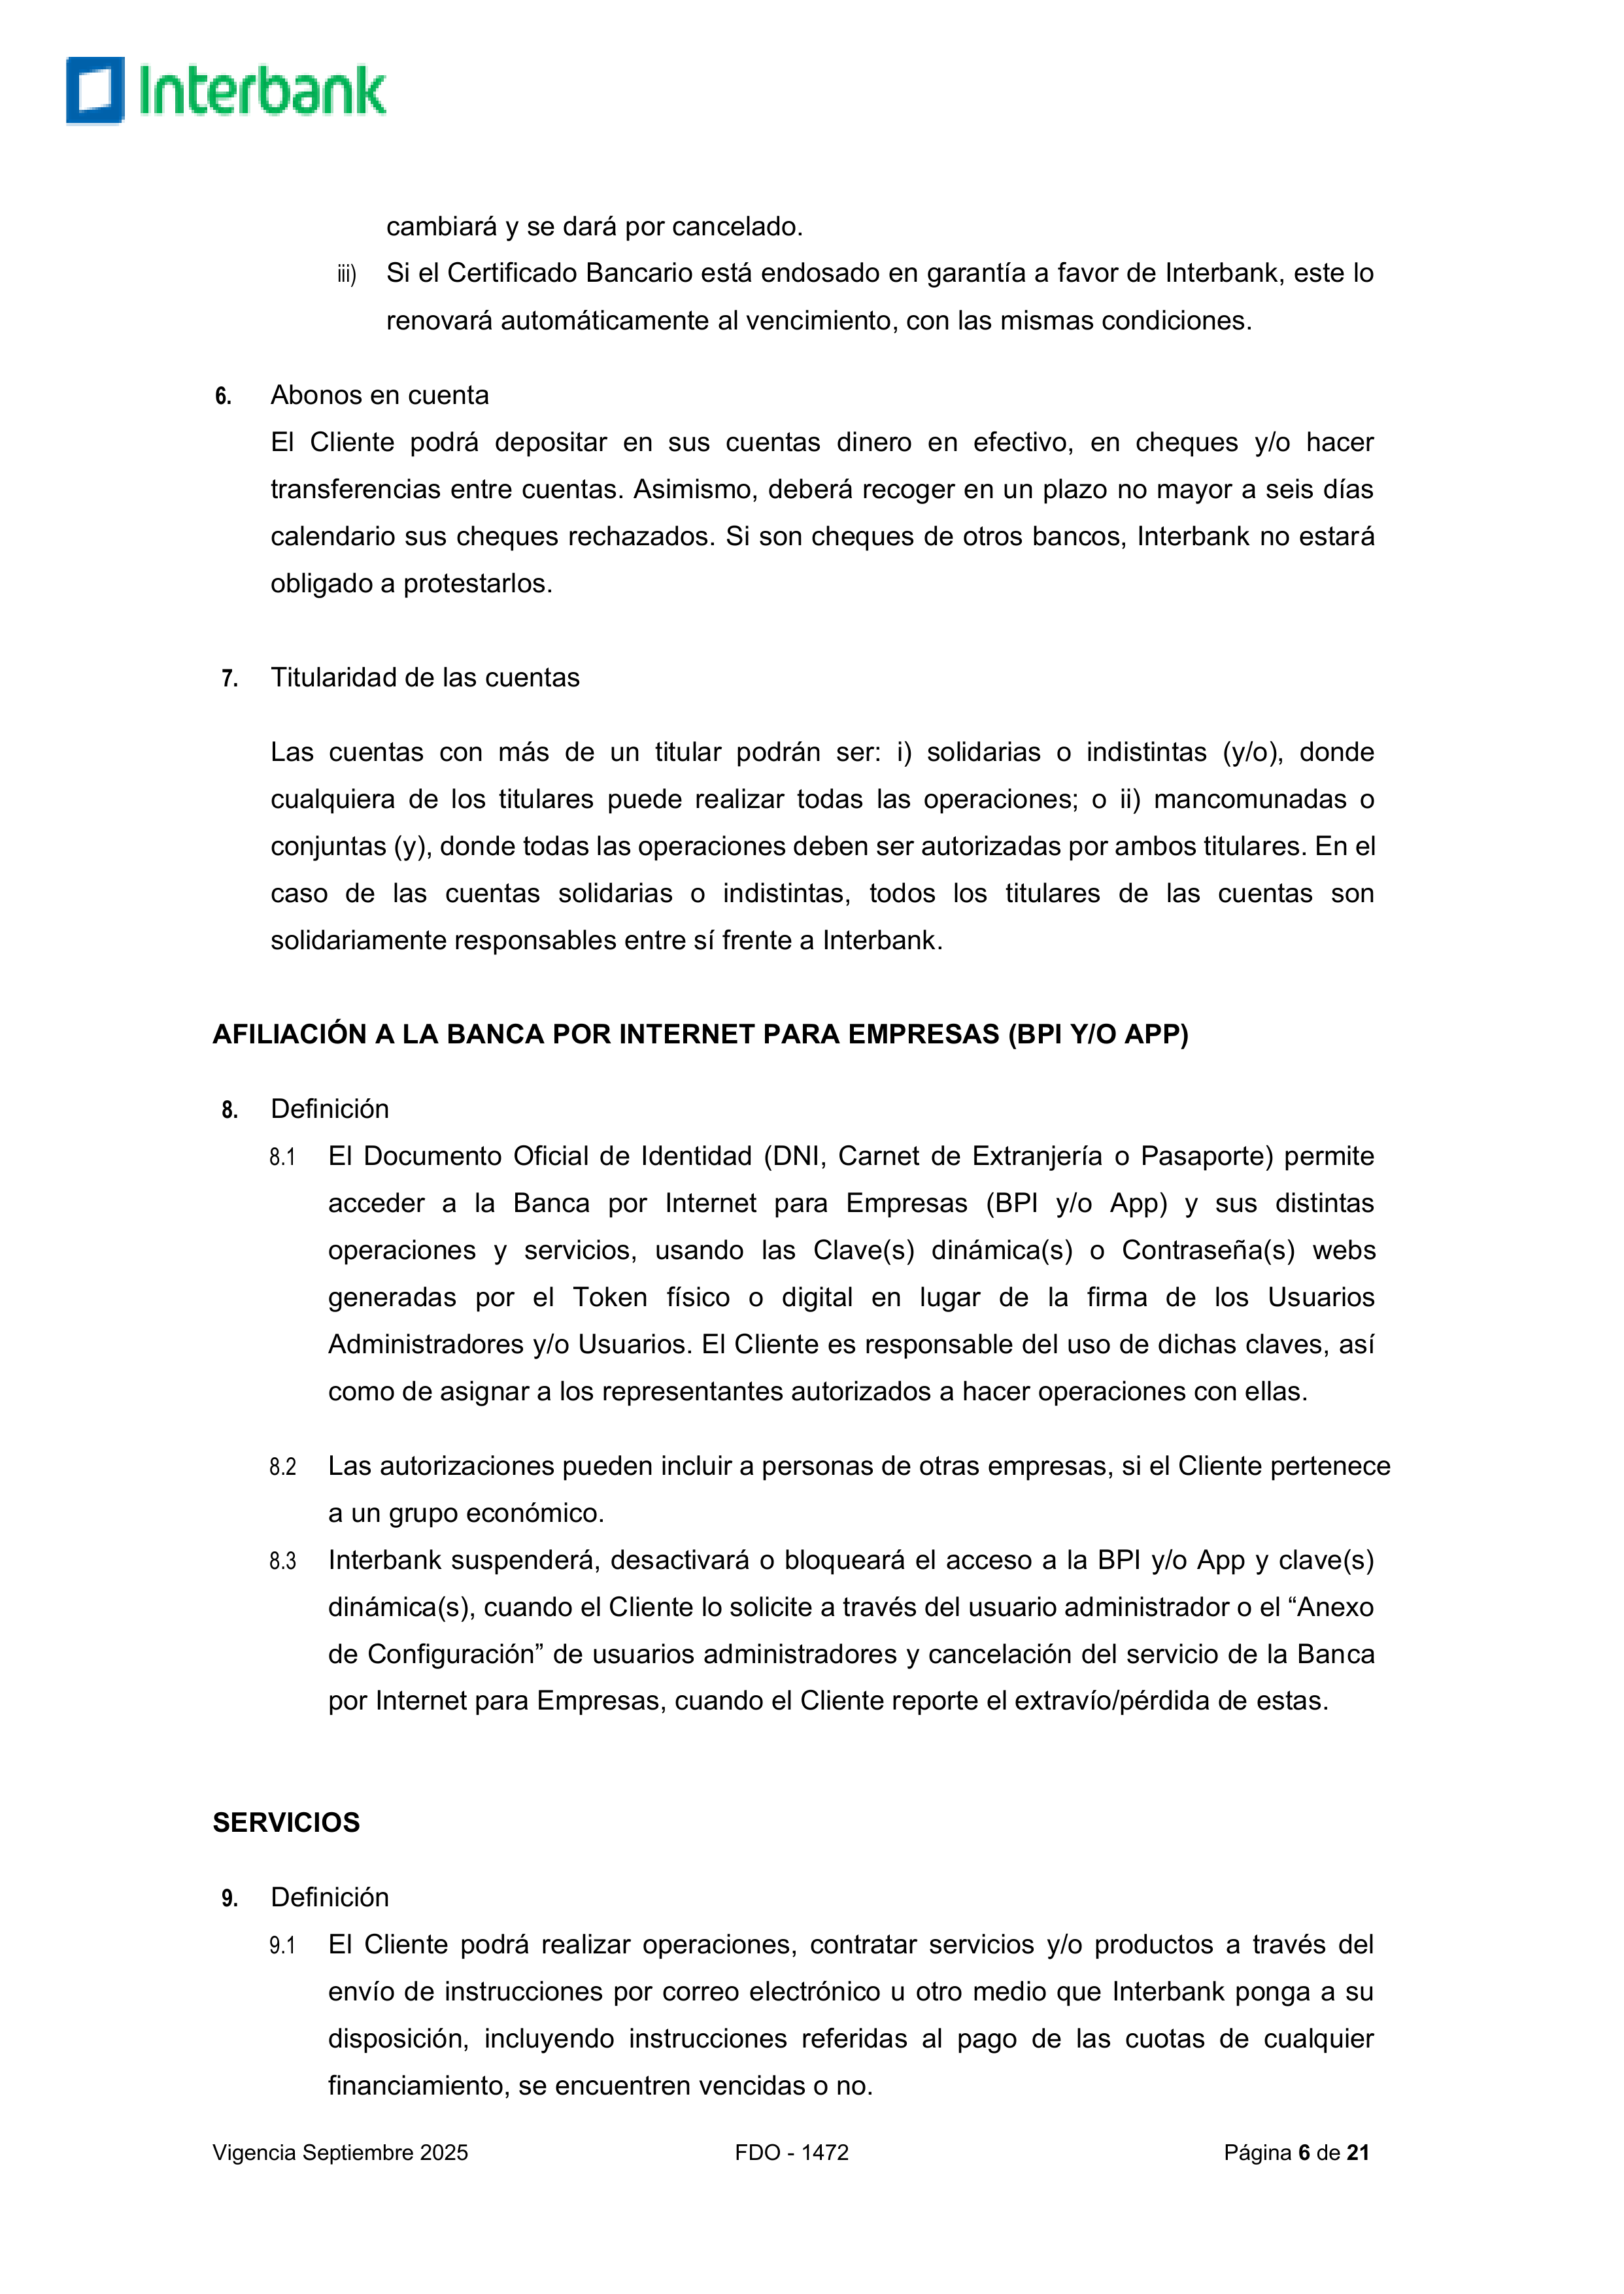 Interbank
cambiará y se dará por cancelado.
iii) Si el Certificado Bancario está endosado en garantía a favor de Interbank, este lo
renovará automáticamente al vencimiento, con las mismas condiciones.
6. Abonos en cuenta
El Cliente podrá depositar en sus cuentas dinero en efectivo, en cheques y/o hacer
transferencias entre cuentas. Asimismo, deberá recoger en un plazo no mayor a seis días
calendario sus cheques rechazados. Si son cheques de otros bancos, Interbank no estará
obligado a protestarlos.
7. Titularidad de las cuentas
Las cuentas con más de un titular podrán ser: i) solidarias o indistintas (y/o), donde
cualquiera de los titulares puede realizar todas las operaciones; o ii) mancomunadas o
conjuntas (y), donde todas las operaciones deben ser autorizadas por ambos titulares. En el
caso de las cuentas solidarias o indistintas, todos los titulares de las cuentas son
solidariamente responsables entre sí frente a Interbank.
AFILIACIÓN A LA BANCA POR INTERNET PARA EMPRESAS (BPI Y/O APP)
8. Definición
8.1 El Documento Oficial de Identidad (DNI, Carnet de Extranjería o Pasaporte) permite
acceder a la Banca por Internet para Empresas (BPI y/o App) y sus distintas
operaciones y servicios, usando las Clave(s) dinámica(s) o Contraseña(s) webs
generadas por el Token físico o digital en lugar de la firma de los Usuarios
Administradores y/o Usuarios. El Cliente es responsable del uso de dichas claves, así
como de asignar a los representantes autorizados a hacer operaciones con ellas.
8.2 Las autorizaciones pueden incluir a personas de otras empresas, si el Cliente pertenece
a un grupo económico.
8.3 Interbank suspenderá, desactivará o bloqueará el acceso a la BPI y/o App y clave(s)
dinámica(s), cuando el Cliente lo solicite a través del usuario administrador o el “Anexo
de Configuración” de usuarios administradores y cancelación del servicio de la Banca
por Internet para Empresas, cuando el Cliente reporte el extravío/pérdida de estas.
SERVICIOS
9. Definición
9.1 El Cliente podrá realizar operaciones, contratar servicios y/o productos a través del
envío de instrucciones por correo electrónico u otro medio que Interbank ponga a su
disposición, incluyendo instrucciones referidas al pago de las cuotas de cualquier
financiamiento, se encuentren vencidas o no.
Vigencia Septiembre 2025 FDO - 1472 Página 6 de 21